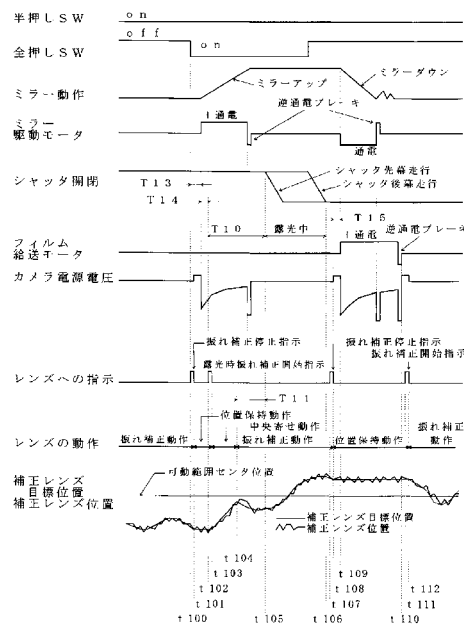 半押しSW
on
off
全押しSW
on
ミラーアップ
ミラーダウン
ミラー動作
逆通電ブレーキ
ミラー
駆動モータ
通電
通電
シャッタ先幕走行
シャッタ開閉
シャッタ後幕走行
T13
T14
T15
T10
露光中
通電
逆通電ブレーキ
フィルム
給送モータ
カメラ電源電圧
振れ補正停止指示
振れ補正停止指示
振れ補正開始指示
露光時振れ補正開始指示
レンズへの指示
T11
位置保持動作
中央寄せ動作
振れ補正動作
振れ補正動作
位置保持動作
振れ補正
動作
レンズの動作
可動範囲センタ位置
補正レンズ
目標位置
補正レンズ位置
補正レンズ目標位置
補正レンズ位置
t104
t103
t102
t101
t100
t105
t106
t109
t108
t107
t112
t111
t110